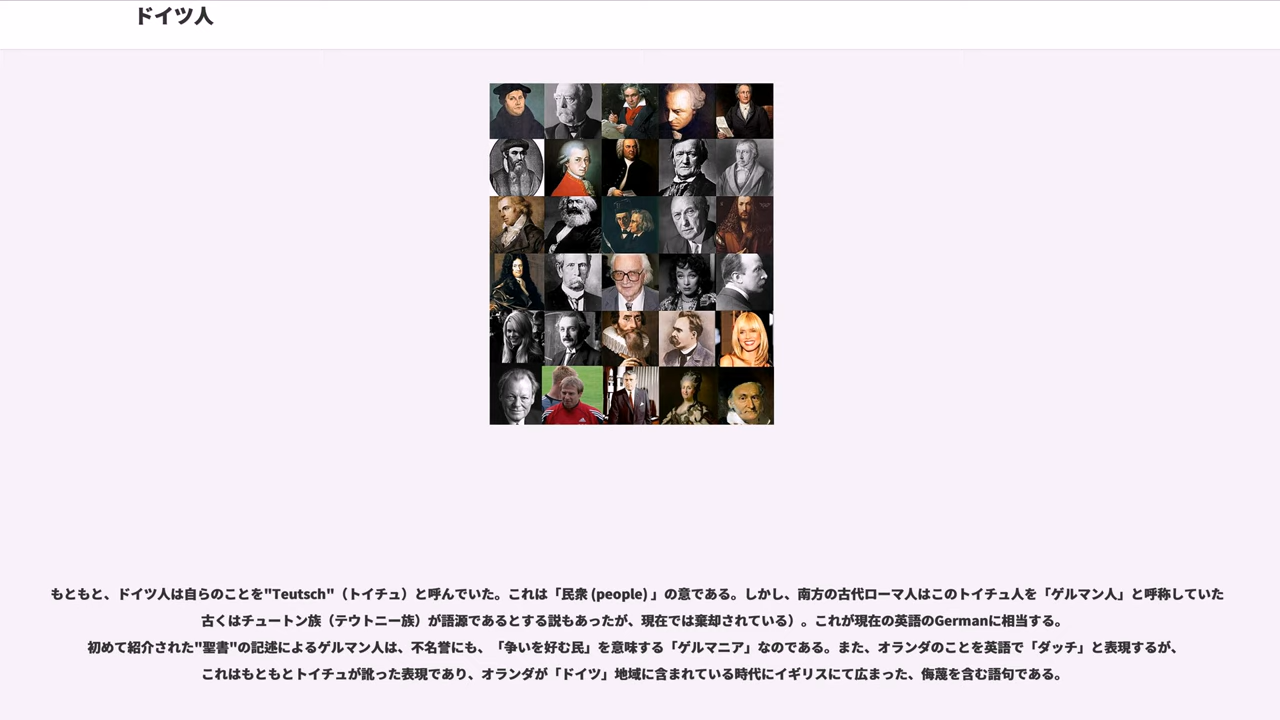 ドイツ人
もともと、ドイツ人は自らのことを"Teutsch"（トイチュ）と呼んでいた。これは「民衆 (people) 」の意である。しかし、南方の古代ローマ人はこのトイチュ人を「ゲルマン人」と呼称していた
古くはチュートン族（テウトニー族）が語源であるとする説もあったが、現在では棄却されている）。これが現在の英語のGermanに相当する。
初めて紹介された"聖書"の記述によるゲルマン人は、不名誉にも、「争いを好む民」を意味する「ゲルマニア」なのである。また、オランダのことを英語で「ダッチ」と表現するが、
これはもともとトイチュが訛った表現であり、オランダが「ドイツ」地域に含まれている時代にイギリスにて広まった、侮蔑を含む語句である。